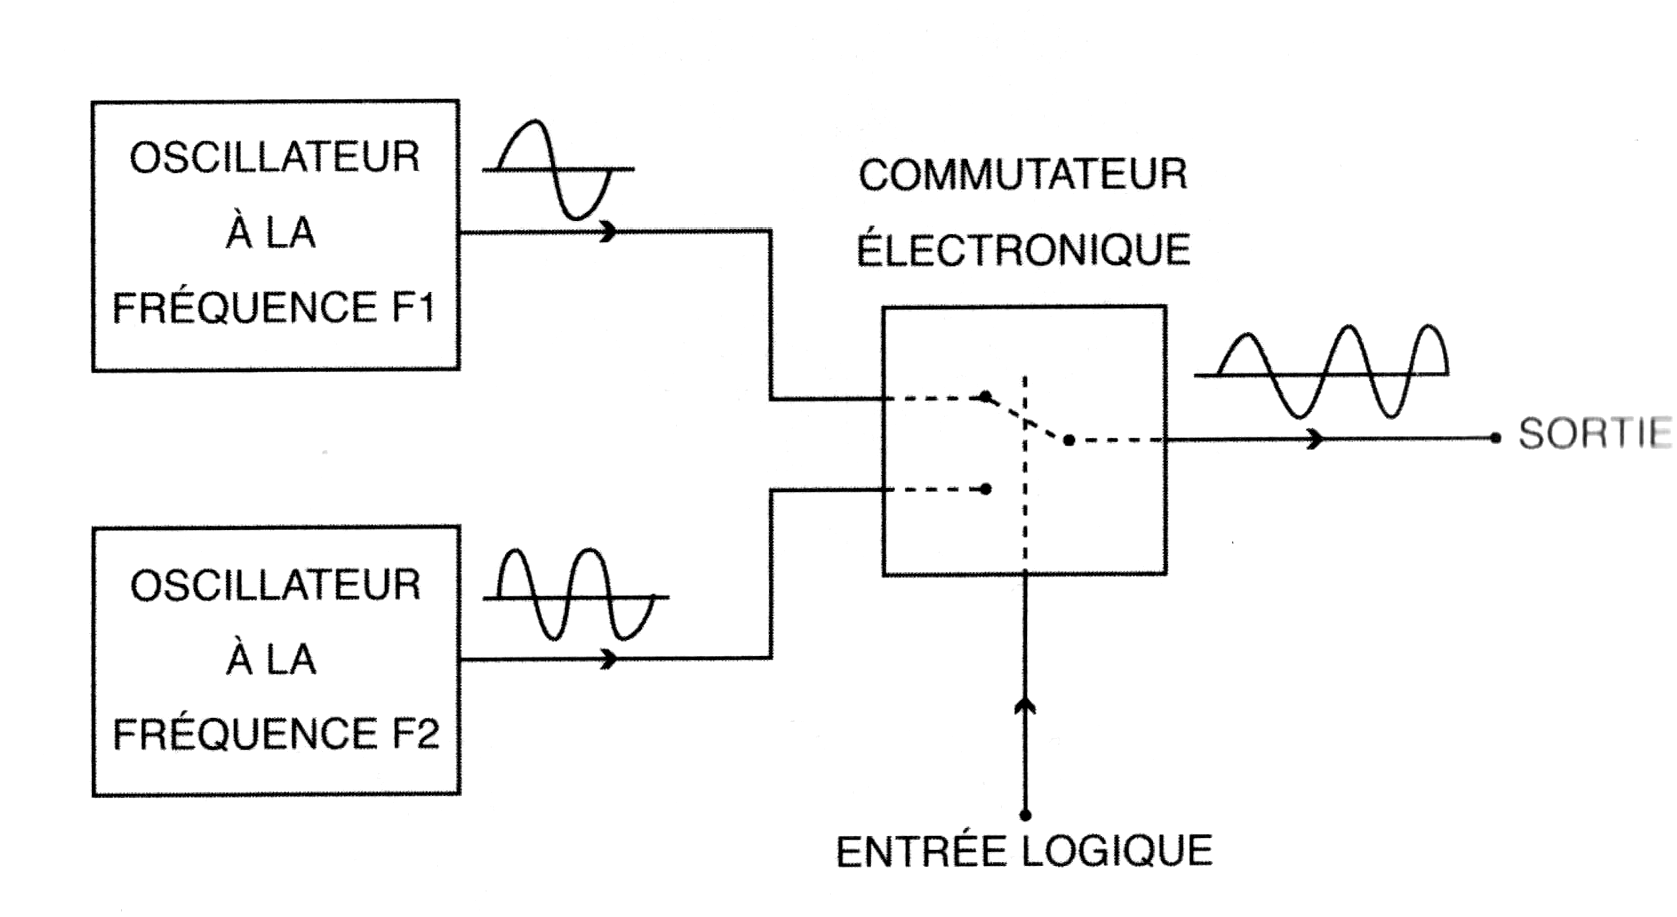 OSCILLATEUR
À LA
FRÉQUENCE F1
COMMUTATEUR
ÉLECTRONIQUE
SORTIE
OSCILLATEUR
À LA
FRÉQUENCE F2
ENTRÉE LOGIQUE